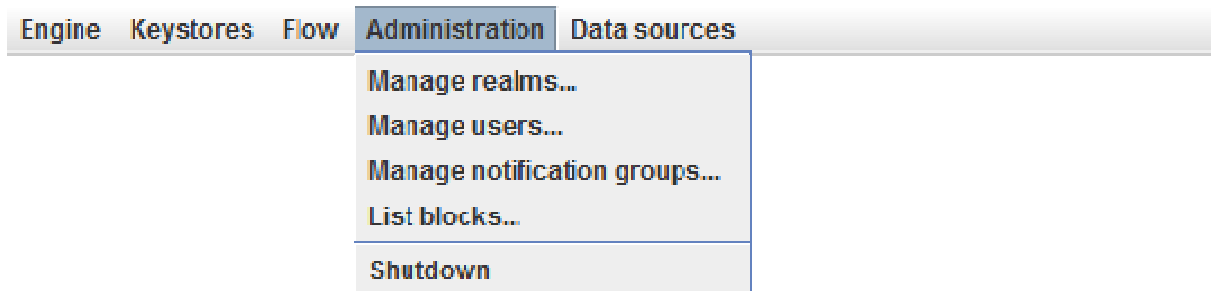 Engine Keystores Flow Administration Data sources
Manage realms...
Manage users...
Manage notification groups...
List blocks...
Shutdown